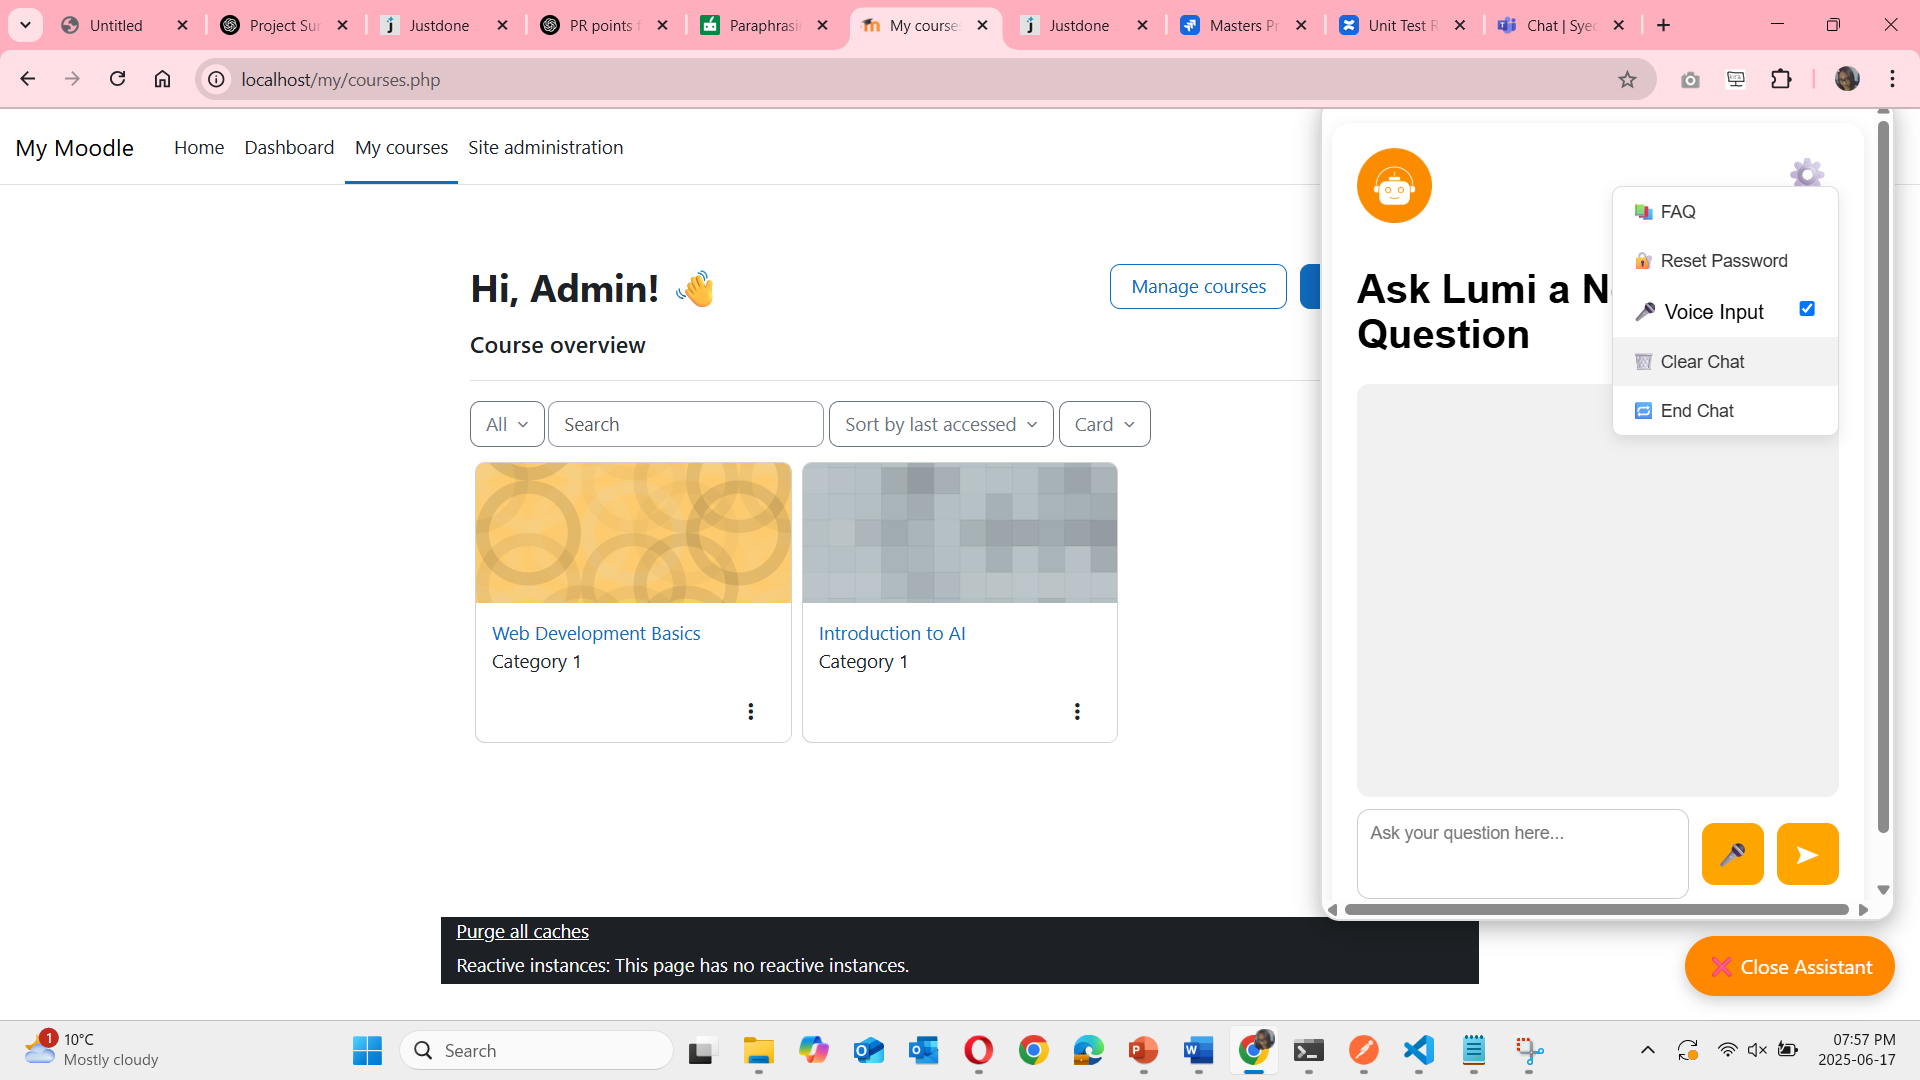 Untitled
Project Sur
Justdone
PR points f
Paraphrasi
My course
Justdone
Masters Pr
Unit Test R
Chat | Syed
localhost/my/courses.php
My Moodle
Home
Dashboard
My courses
Site administration
Hi, Admin! 👋
Manage courses
Course overview
All
Search
Sort by last accessed
Card
Web Development Basics
Category 1
Introduction to AI
Category 1
Purge all caches
Reactive instances: This page has no reactive instances.
FAQ
Reset Password
Voice Input
Clear Chat
End Chat
Ask Lumi a N
Question
Ask your question here...
Close Assistant
1
10°C
Mostly cloudy
Search
07:57 PM
2025-06-17